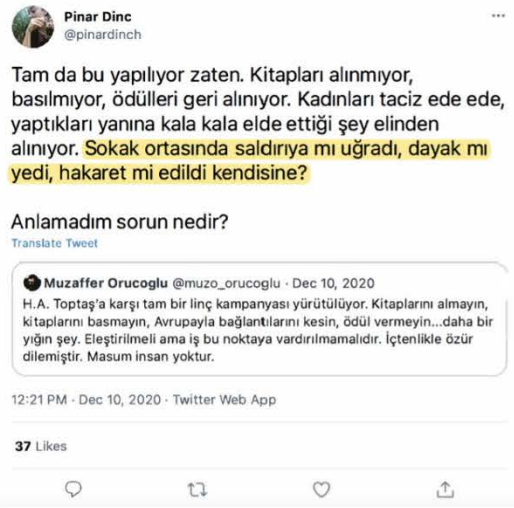 Pinar Dinc
@pinardinch
Tam da bu yapılıyor zaten. Kitapları alınmıyor,
basılmıyor, ödülleri geri alınıyor. Kadınları taciz ede ede,
yaptıkları yanına kala kala elde ettiği şey elinden
alınıyor. Sokak ortasında saldırıya mı uğradı, dayak mı
yedi, hakaret mi edildi kendisine?
Anlamadım sorun nedir?
Translate Tweet
Muzaffer Orucoglu @muzo_orucoglu · Dec 10, 2020
H.A. Toptaş'a karşı tam bir linç kampanyası yürütülüyor. Kitaplarını almayın,
kitaplarını basmayın, Avrupayla bağlantılarını kesin, ödül vermeyin...daha bir
yığın şey. Eleştirilmeli ama iş bu noktaya vardırılmamalıdır. İçtenlikle özür
dilemiştir. Masum insan yoktur.
12:21 PM · Dec 10, 2020 · Twitter Web App
37 Likes